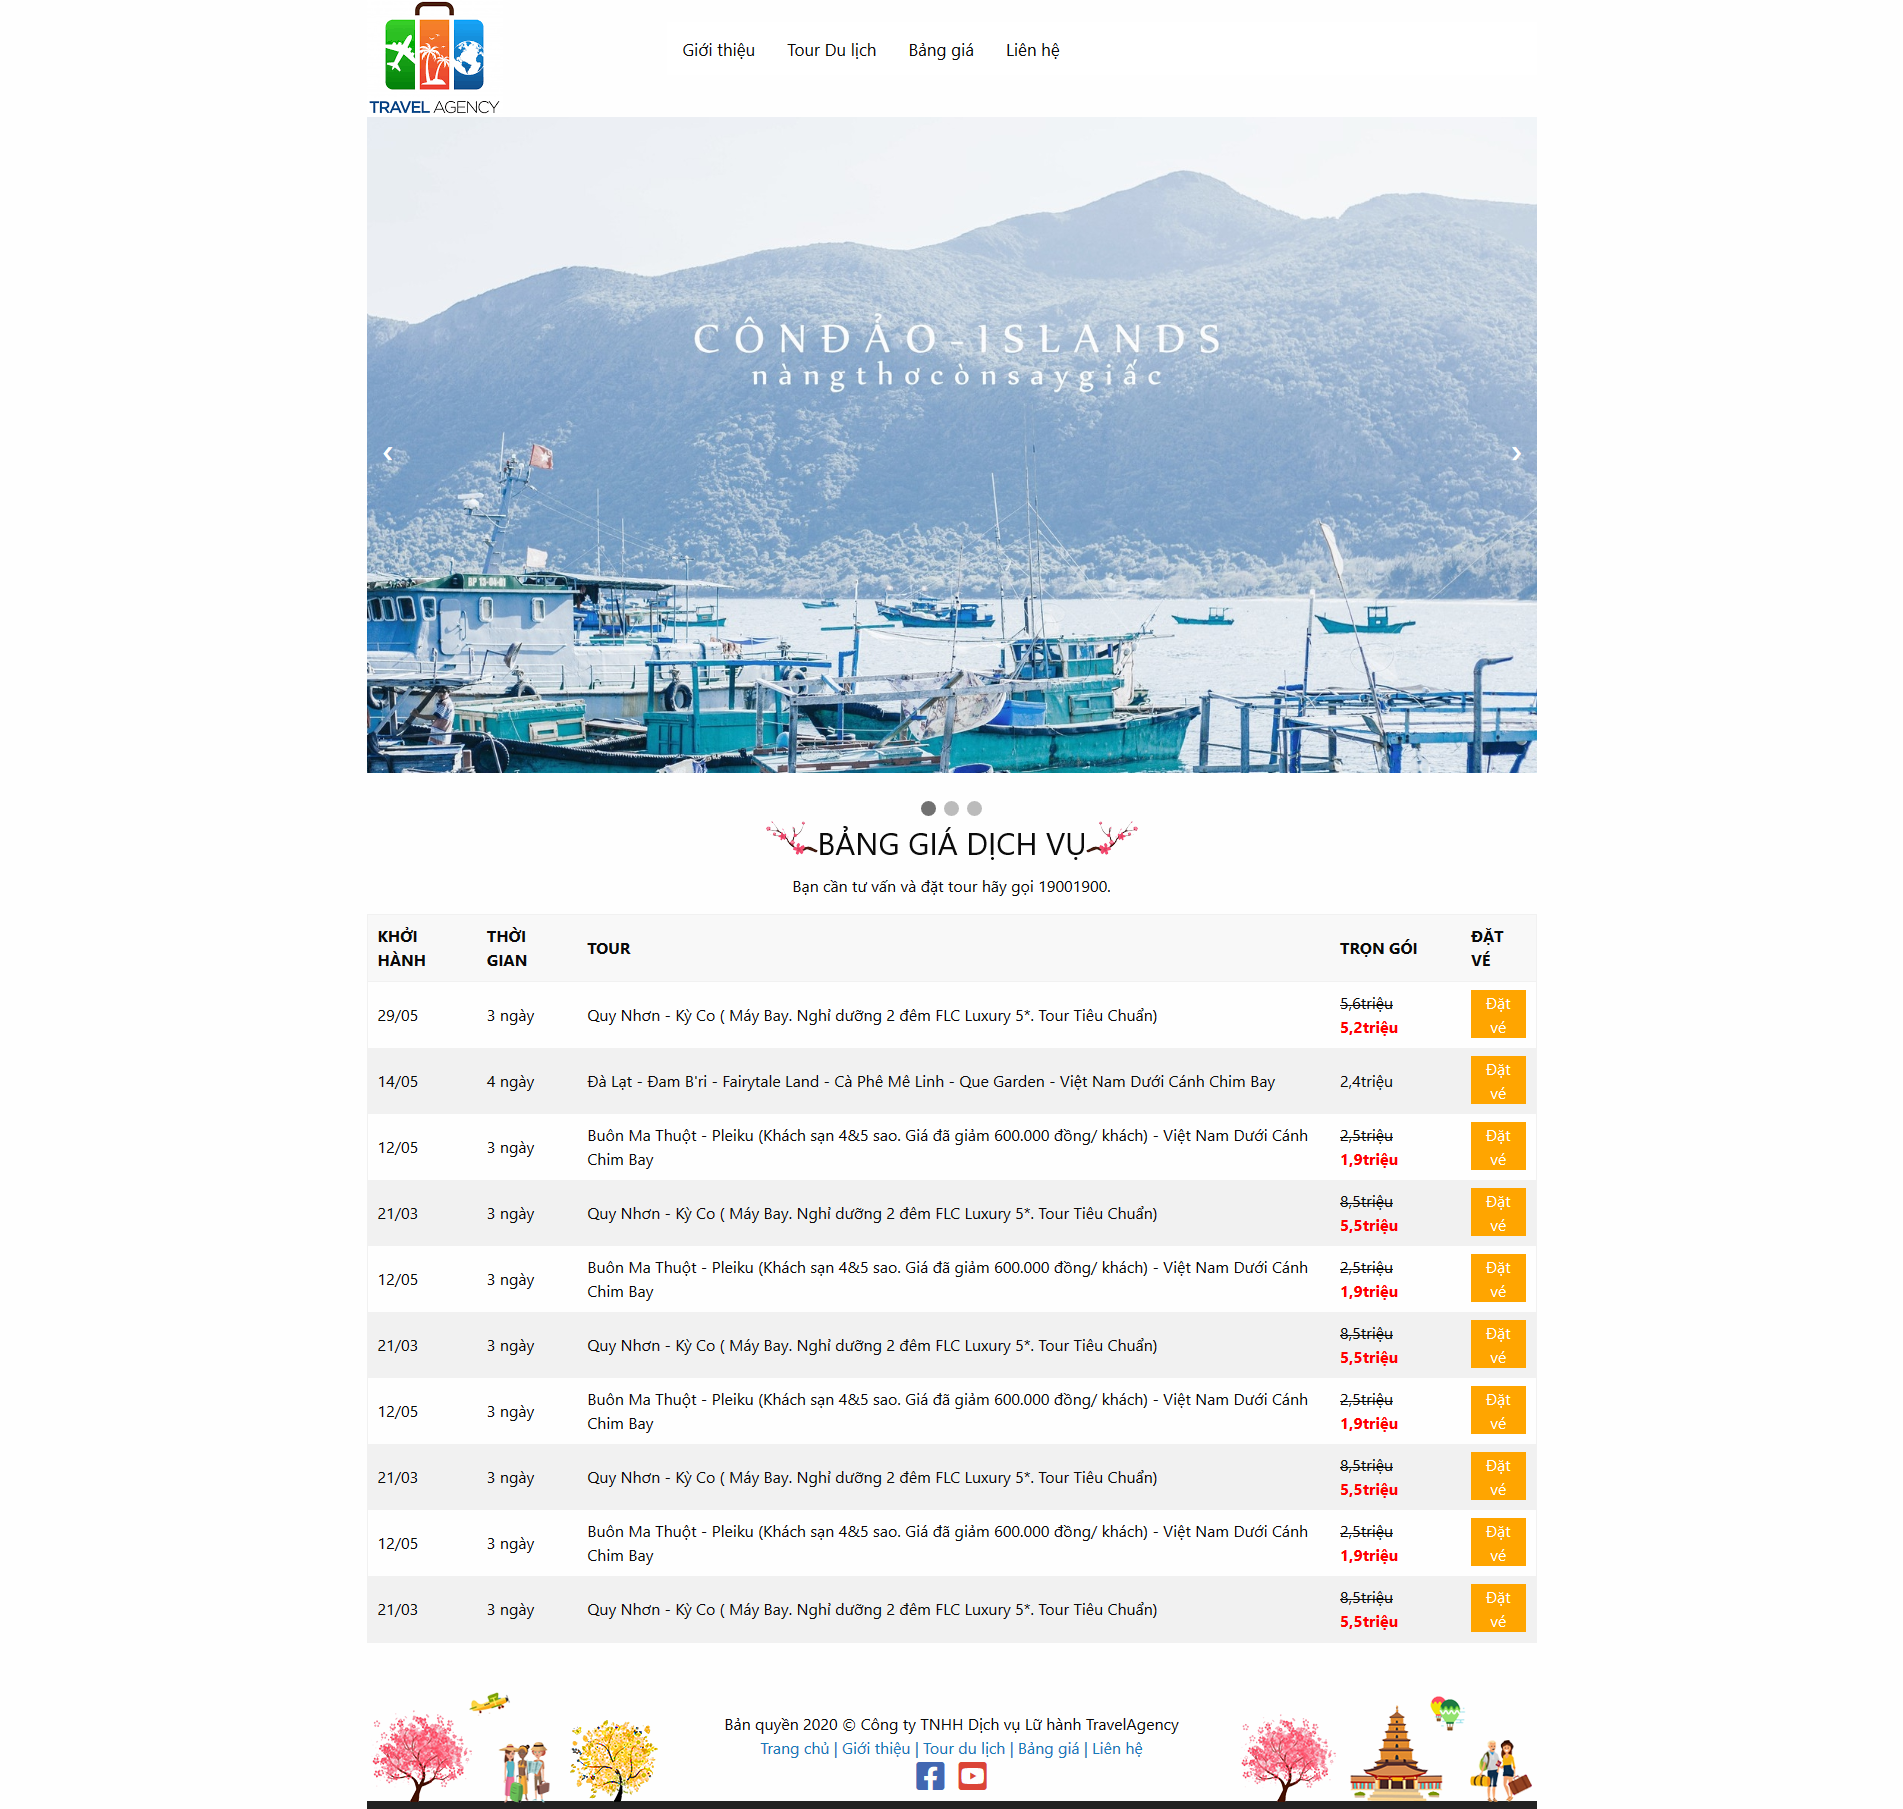 TRAVEL AGENCY
Giới thiệu Tour Du lịch Bảng giá Liên hệ
CÔNĐẢO-ISLANDS
nàngthơcònsaygiấc
BP 13-04-01
❮ ❯
BẢNG GIÁ DỊCH VỤ
Bạn cần tư vấn và đặt tour hãy gọi 19001900.
KHỞI HÀNH THỜI GIAN TOUR TRỌN GÓI ĐẶT VÉ
29/05 3 ngày Quy Nhơn - Kỳ Co ( Máy Bay. Nghỉ dưỡng 2 đêm FLC Luxury 5*. Tour Tiêu Chuẩn) 5,6triệu 5,2triệu Đặt vé
14/05 4 ngày Đà Lạt - Đam B'ri - Fairytale Land - Cà Phê Mê Linh - Que Garden - Việt Nam Dưới Cánh Chim Bay 2,4triệu Đặt vé
12/05 3 ngày Buôn Ma Thuột - Pleiku (Khách sạn 4&5 sao. Giá đã giảm 600.000 đồng/ khách) - Việt Nam Dưới Cánh Chim Bay 2,5triệu 1,9triệu Đặt vé
21/03 3 ngày Quy Nhơn - Kỳ Co ( Máy Bay. Nghỉ dưỡng 2 đêm FLC Luxury 5*. Tour Tiêu Chuẩn) 8,5triệu 5,5triệu Đặt vé
12/05 3 ngày Buôn Ma Thuột - Pleiku (Khách sạn 4&5 sao. Giá đã giảm 600.000 đồng/ khách) - Việt Nam Dưới Cánh Chim Bay 2,5triệu 1,9triệu Đặt vé
21/03 3 ngày Quy Nhơn - Kỳ Co ( Máy Bay. Nghỉ dưỡng 2 đêm FLC Luxury 5*. Tour Tiêu Chuẩn) 8,5triệu 5,5triệu Đặt vé
12/05 3 ngày Buôn Ma Thuột - Pleiku (Khách sạn 4&5 sao. Giá đã giảm 600.000 đồng/ khách) - Việt Nam Dưới Cánh Chim Bay 2,5triệu 1,9triệu Đặt vé
21/03 3 ngày Quy Nhơn - Kỳ Co ( Máy Bay. Nghỉ dưỡng 2 đêm FLC Luxury 5*. Tour Tiêu Chuẩn) 8,5triệu 5,5triệu Đặt vé
12/05 3 ngày Buôn Ma Thuột - Pleiku (Khách sạn 4&5 sao. Giá đã giảm 600.000 đồng/ khách) - Việt Nam Dưới Cánh Chim Bay 2,5triệu 1,9triệu Đặt vé
21/03 3 ngày Quy Nhơn - Kỳ Co ( Máy Bay. Nghỉ dưỡng 2 đêm FLC Luxury 5*. Tour Tiêu Chuẩn) 8,5triệu 5,5triệu Đặt vé
Bản quyền 2020 © Công ty TNHH Dịch vụ Lữ hành TravelAgency
Trang chủ | Giới thiệu | Tour du lịch | Bảng giá | Liên hệ